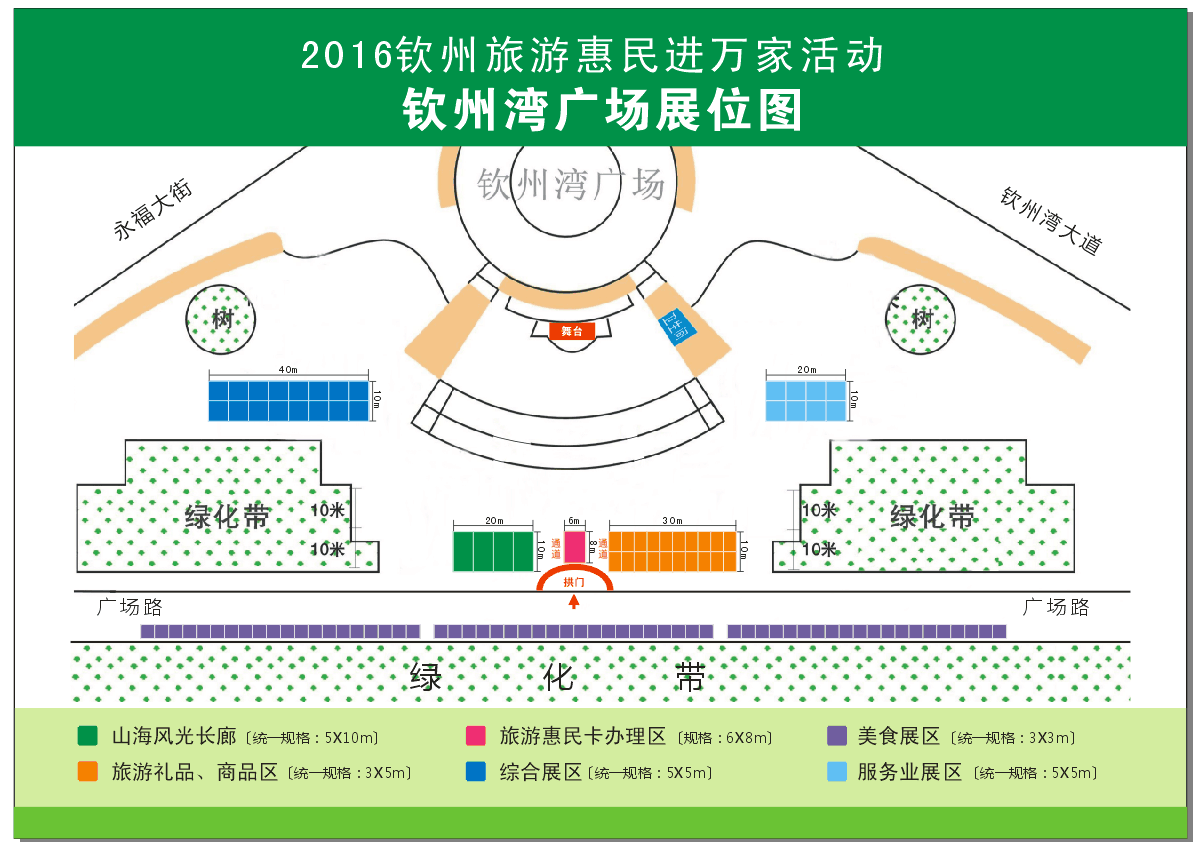 2016钦州旅游惠民进万家活动
钦州湾广场展位图
钦州湾广场
永福大街
钦州湾大道
树
树
舞台
工作间
40m
10m
20m
10m
绿化带
10米
10米
绿化带
10米
10米
20m
10m
通道
6m
8m
通道
30m
10m
拱门
广场路
广场路
绿化带
山海风光长廊〔统一规格：5X10m〕
旅游惠民卡办理区〔规格：6X8m〕
美食展区〔统一规格：3X3m〕
旅游礼品、商品区〔统一规格：3X5m〕
综合展区〔统一规格：5X5m〕
服务业展区〔统一规格：5X5m〕